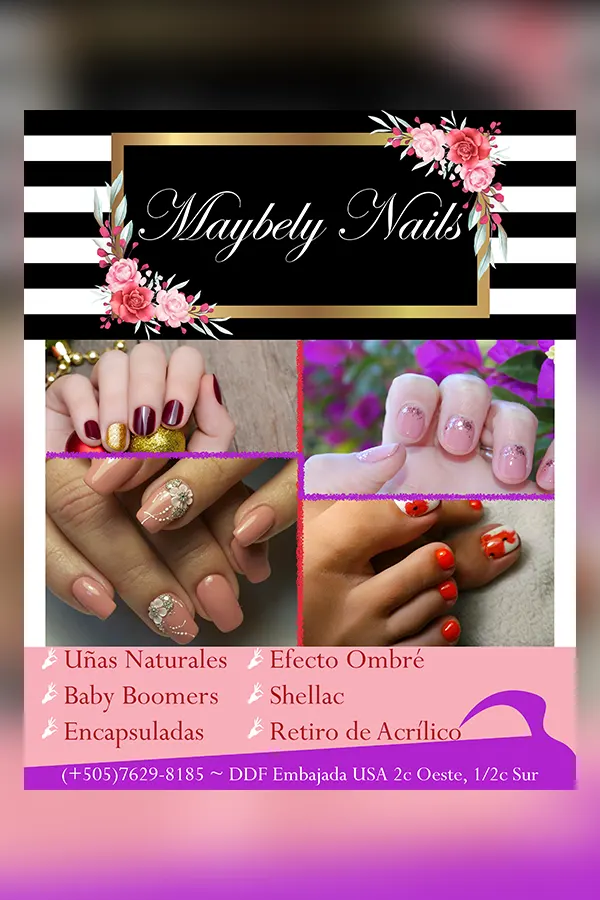 Maybely Nails
Uñas Naturales
Baby Boomers
Encapsuladas
Efecto Ombré
Shellac
Retiro de Acrílico
(+505)7629-8185 ~ DDF Embajada USA 2c Oeste, 1/2c Sur